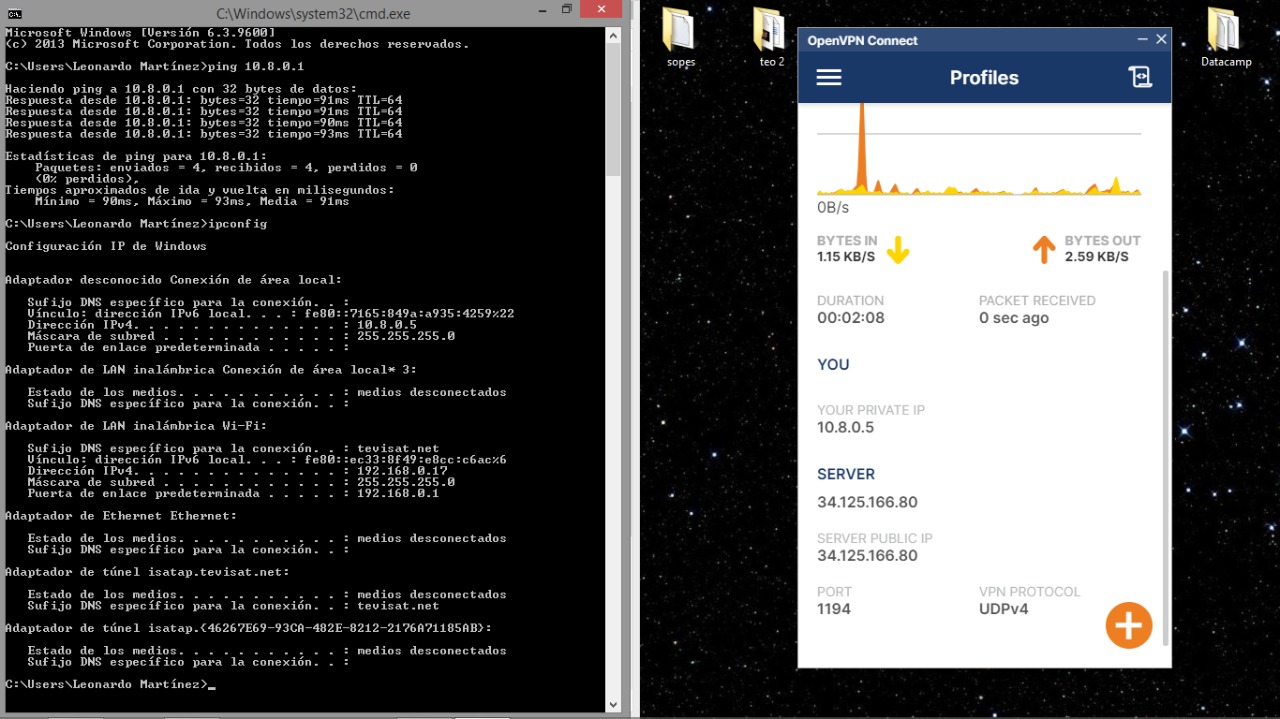 C:\Windows\system32\cmd.exe
Microsoft Windows [Versión 6.3.9600]
(c) 2013 Microsoft Corporation. Todos los derechos reservados.
C:\Users\Leonardo Martínez>ping 10.8.0.1
Haciendo ping a 10.8.0.1 con 32 bytes de datos:
Respuesta desde 10.8.0.1: bytes=32 tiempo=91ms TTL=64
Respuesta desde 10.8.0.1: bytes=32 tiempo=91ms TTL=64
Respuesta desde 10.8.0.1: bytes=32 tiempo=90ms TTL=64
Respuesta desde 10.8.0.1: bytes=32 tiempo=93ms TTL=64
Estadísticas de ping para 10.8.0.1:
Paquetes: enviados = 4, recibidos = 4, perdidos = 0
(0% perdidos),
Tiempos aproximados de ida y vuelta en milisegundos:
Mínimo = 90ms, Máximo = 93ms, Media = 91ms
C:\Users\Leonardo Martínez>ipconfig
Configuración IP de Windows
Adaptador desconocido Conexión de área local:
Sufijo DNS específico para la conexión. . :
Vínculo: dirección IPv6 local. . . : fe80::7165:849a:a935:4259%22
Dirección IPv4. . . . . . . . . . . . . . : 10.8.0.5
Máscara de subred . . . . . . . . . . . . : 255.255.255.0
Puerta de enlace predeterminada . . . . . :
Adaptador de LAN inalámbrica Conexión de área local* 3:
Estado de los medios. . . . . . . . . . . : medios desconectados
Sufijo DNS específico para la conexión. . :
Adaptador de LAN inalámbrica Wi-Fi:
Sufijo DNS específico para la conexión. . : tevisat.net
Vínculo: dirección IPv6 local. . . : fe80::ec33:8f49:e8cc:c6ac%6
Dirección IPv4. . . . . . . . . . . . . . : 192.168.0.17
Máscara de subred . . . . . . . . . . . . : 255.255.255.0
Puerta de enlace predeterminada . . . . . : 192.168.0.1
Adaptador de Ethernet Ethernet:
Estado de los medios. . . . . . . . . . . : medios desconectados
Sufijo DNS específico para la conexión. . :
Adaptador de túnel isatap.tevisat.net:
Estado de los medios. . . . . . . . . . . : medios desconectados
Sufijo DNS específico para la conexión. . : tevisat.net
Adaptador de túnel isatap.{46267E69-93CA-482E-8212-2176A71185AB}:
Estado de los medios. . . . . . . . . . . : medios desconectados
Sufijo DNS específico para la conexión. . :
C:\Users\Leonardo Martínez>_
sopes
teo 2
Datacamp
OpenVPN Connect
Profiles
0B/s
BYTES IN
1.15 KB/S
BYTES OUT
2.59 KB/S
DURATION
00:02:08
PACKET RECEIVED
0 sec ago
YOU
YOUR PRIVATE IP
10.8.0.5
SERVER
34.125.166.80
SERVER PUBLIC IP
34.125.166.80
PORT
1194
VPN PROTOCOL
UDPv4